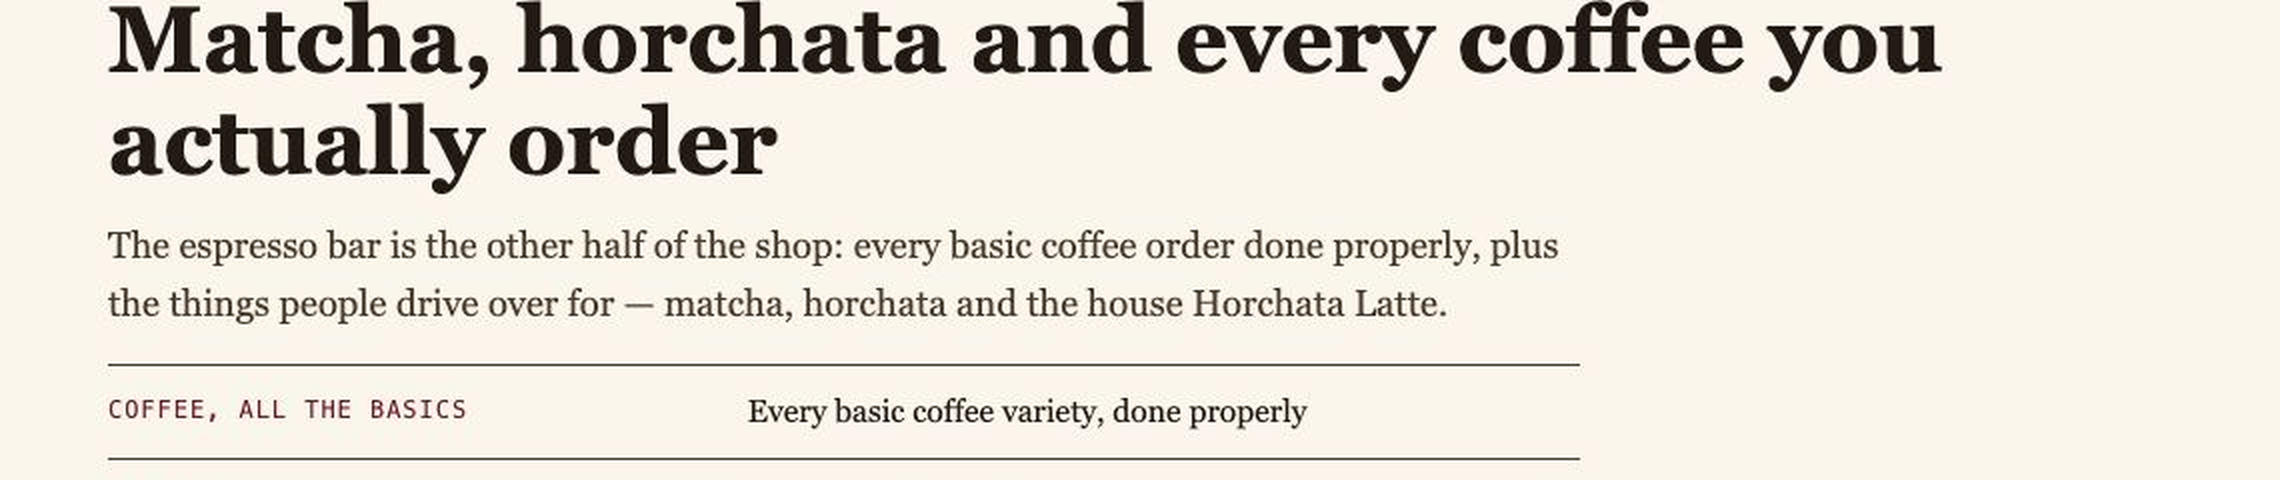 Matcha, horchata and every coffee you
actually order
The espresso bar is the other half of the shop: every basic coffee order done properly, plus
the things people drive over for — matcha, horchata and the house Horchata Latte.
COFFEE, ALL THE BASICS
Every basic coffee variety, done properly